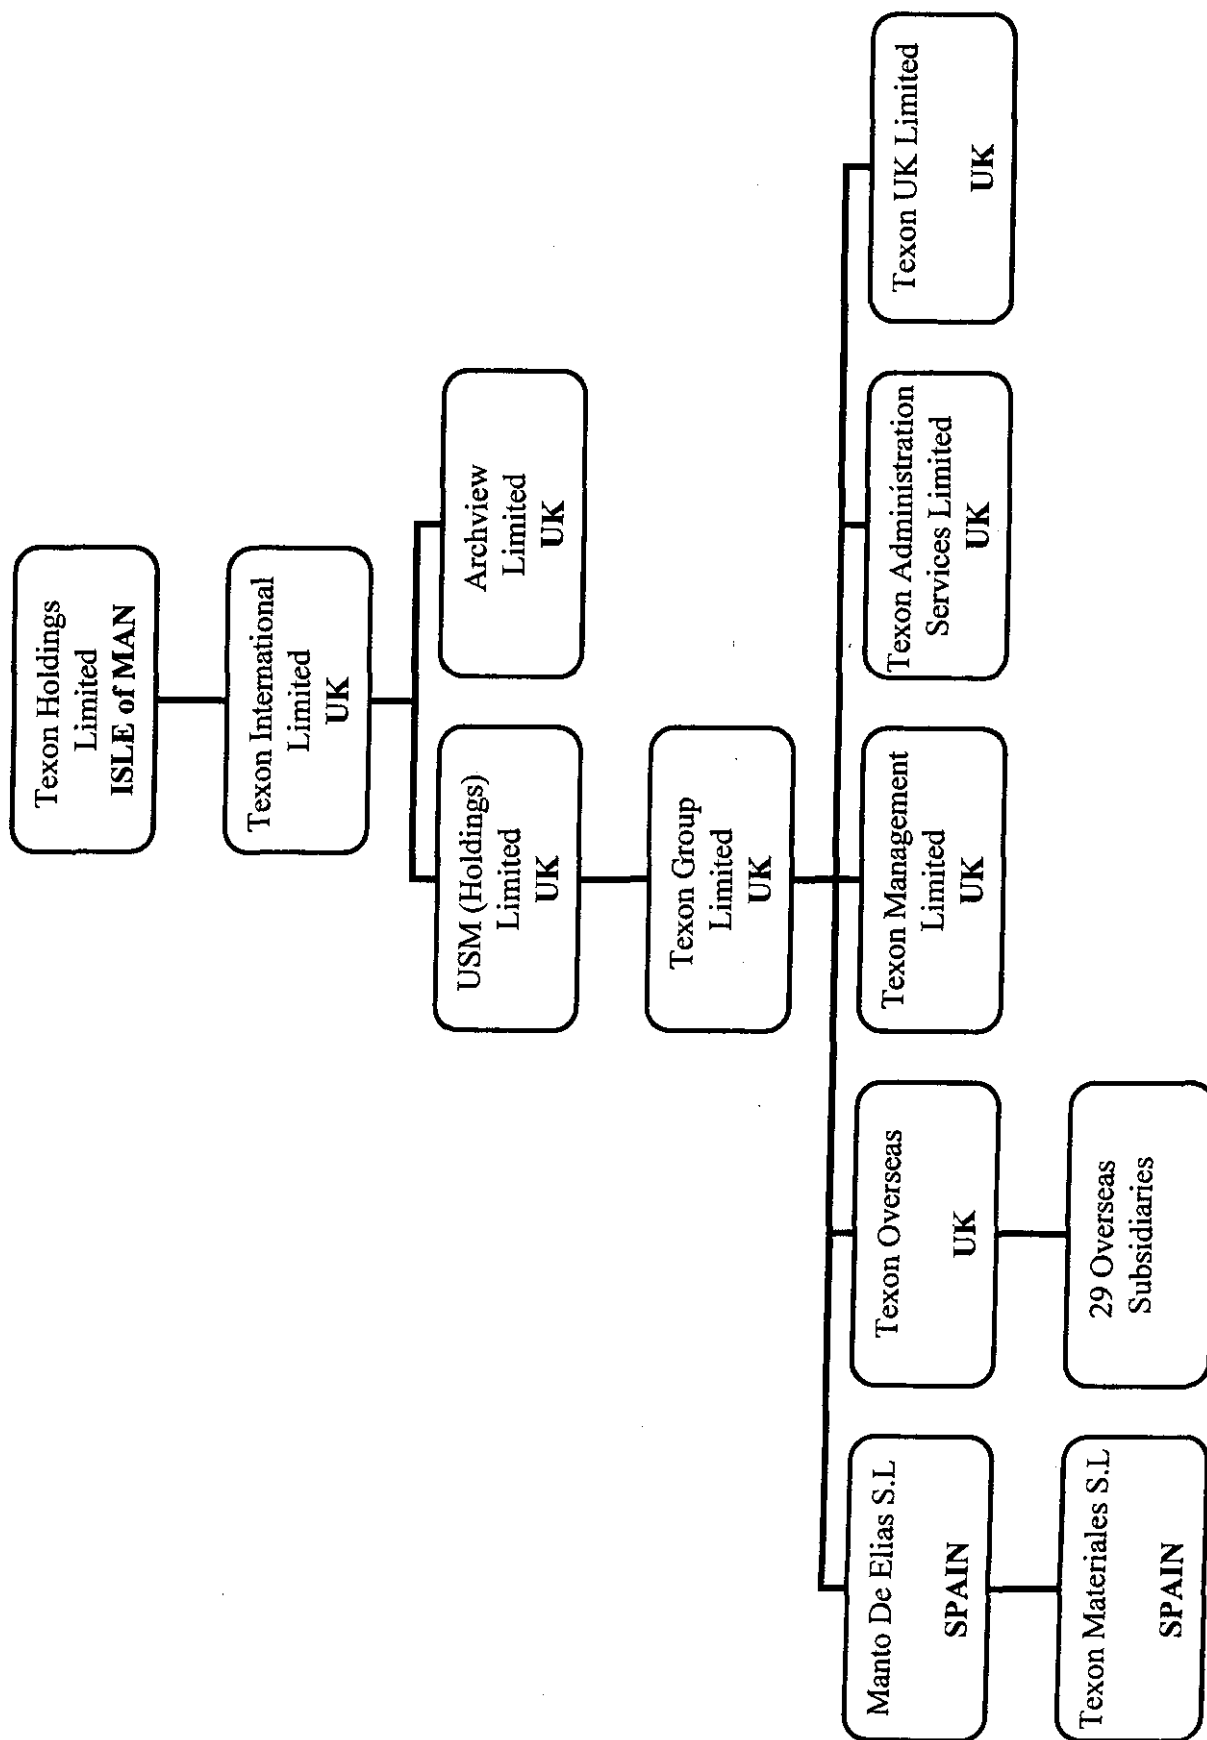 Texon Holdings
Limited
ISLE of MAN
Texon International
Limited
UK
USM (Holdings)
Limited
UK
Archview
Limited
UK
Texon Group
Limited
UK
Manto De Elias S.L
SPAIN
Texon Overseas
UK
Texon Management
Limited
UK
Texon Administration
Services Limited
UK
Texon UK Limited
UK
Texon Materiales S.L
SPAIN
29 Overseas
Subsidiaries